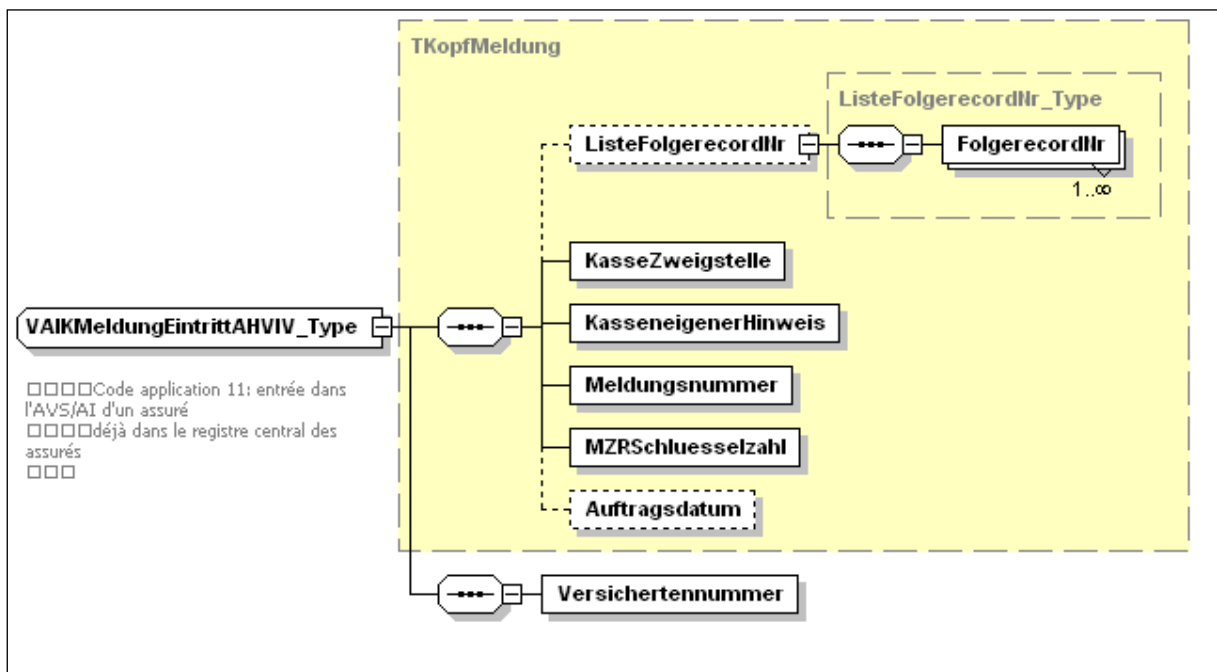 TKopfMeldung
ListeFolgerecordNr_Type
ListeFolgerecordNr
FolgerecordNr
1..∞
KasseZweigstelle
KasseneigenerHinweis
VAIKMeldungEintrittAHVIV_Type
Meldungsnummer
□□□□Code application 11: entrée dans
l'AVS/AI d'un assuré
□□□□déjà dans le registre central des
assurés
□□□
MZRSchluesselzahl
Auftragsdatum
Versichertennummer